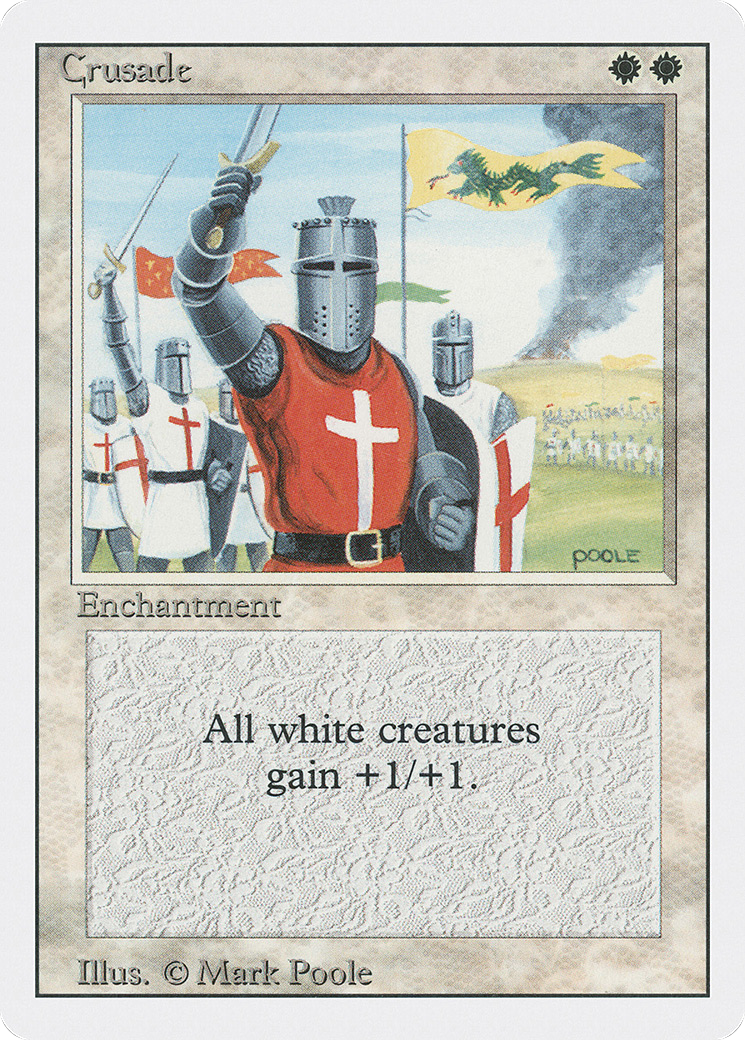 Crusade
POOLE
Enchantment
All white creatures
gain +1/+1.
Illus. © Mark Poole